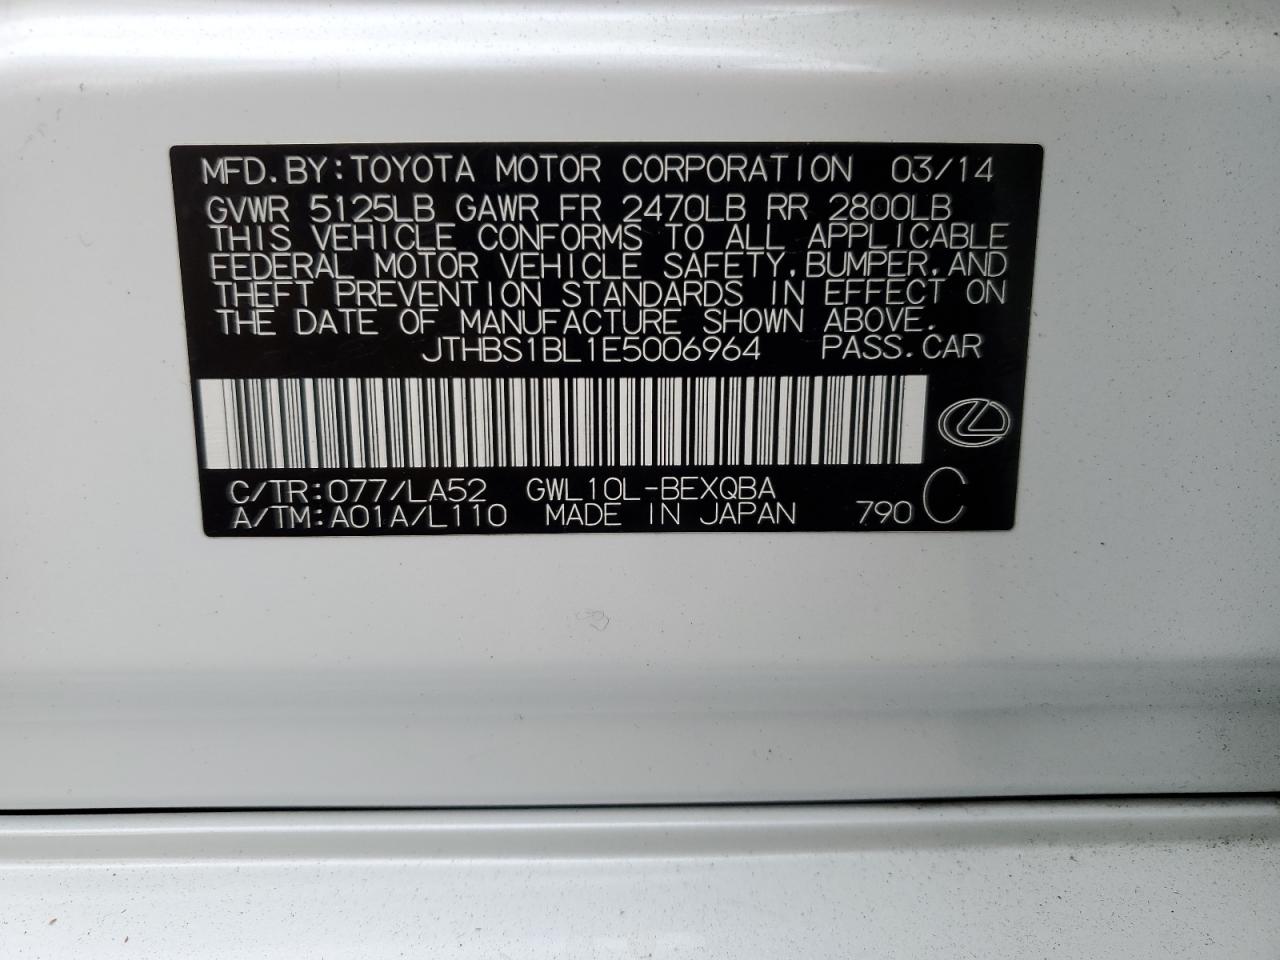 MFD.BY:TOYOTA MOTOR CORPORATION 03/14
GVWR 5125LB GAWR FR 2470LB RR 2800LB
THIS VEHICLE CONFORMS TO ALL APPLICABLE
FEDERAL MOTOR VEHICLE SAFETY,BUMPER,AND
THEFT PREVENTION STANDARDS IN EFFECT ON
THE DATE OF MANUFACTURE SHOWN ABOVE.
JTHBS1BL1E5006964 PASS.CAR
C/TR:077/LA52 GWL10L-BEXQBA
A/TM:A01A/L110 MADE IN JAPAN 790 C